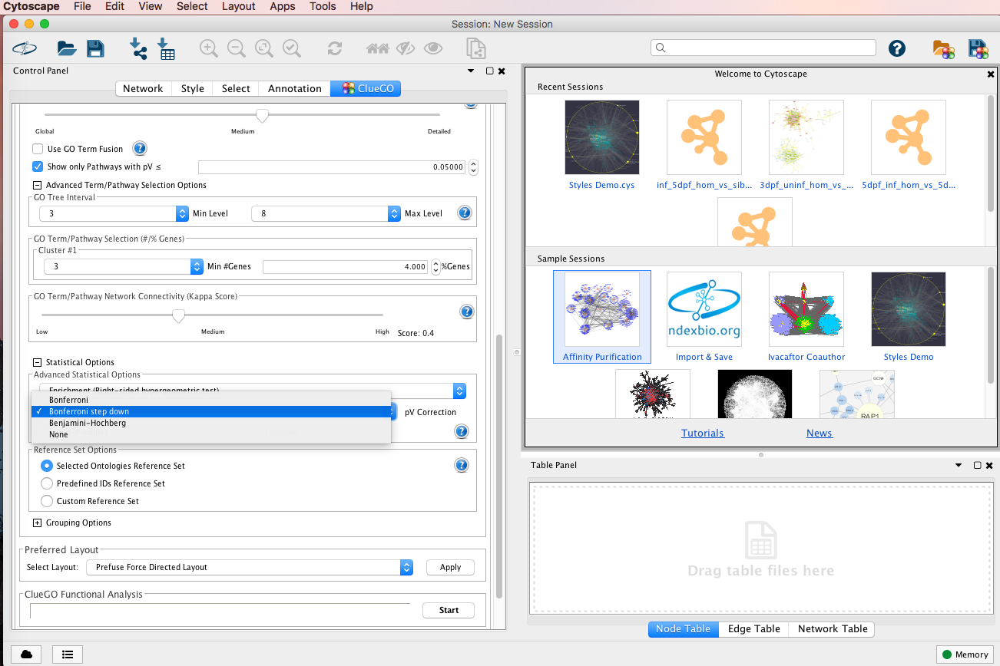 Cytoscape File Edit View Select Layout Apps Tools Help
Session: New Session
Control Panel
Network Style Select Annotation ClueGO
Global Medium Detailed
Use GO Term Fusion
Show only Pathways with pV ≤ 0.05000
Advanced Term/Pathway Selection Options
GO Tree Interval
3 Min Level 8 Max Level
GO Term/Pathway Selection (#/% Genes)
Cluster #1
3 Min #Genes 4.000 %Genes
GO Term/Pathway Network Connectivity (Kappa Score)
Low Medium High Score: 0.4
Statistical Options
Advanced Statistical Options
Enrichment (Right-sided hypergeometric test)
Bonferroni
✓ Bonferroni step down
pV Correction
Benjamini-Hochberg
None
Reference Set Options
Selected Ontologies Reference Set
Predefined IDs Reference Set
Custom Reference Set
Grouping Options
Preferred Layout
Select Layout: Prefuse Force Directed Layout Apply
ClueGO Functional Analysis
Start
Welcome to Cytoscape
Recent Sessions
Styles Demo.cys inf_5dpf_hom_vs_sib... 3dpf_uninf_hom_vs_... 5dpf_inf_hom_vs_5d...
Sample Sessions
ndexbio.org
Affinity Purification Import & Save Ivacaftor Coauthor Styles Demo
GCN4
RAP1
Tutorials News
Table Panel
Drag table files here
Node Table Edge Table Network Table
Memory